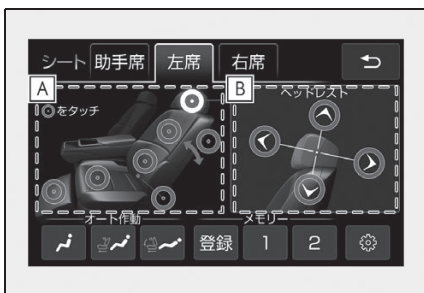 シート 助手席 左席 右席
A
B
ヘッドレスト
をタッチ
オート作動
メモリー
登録 1 2